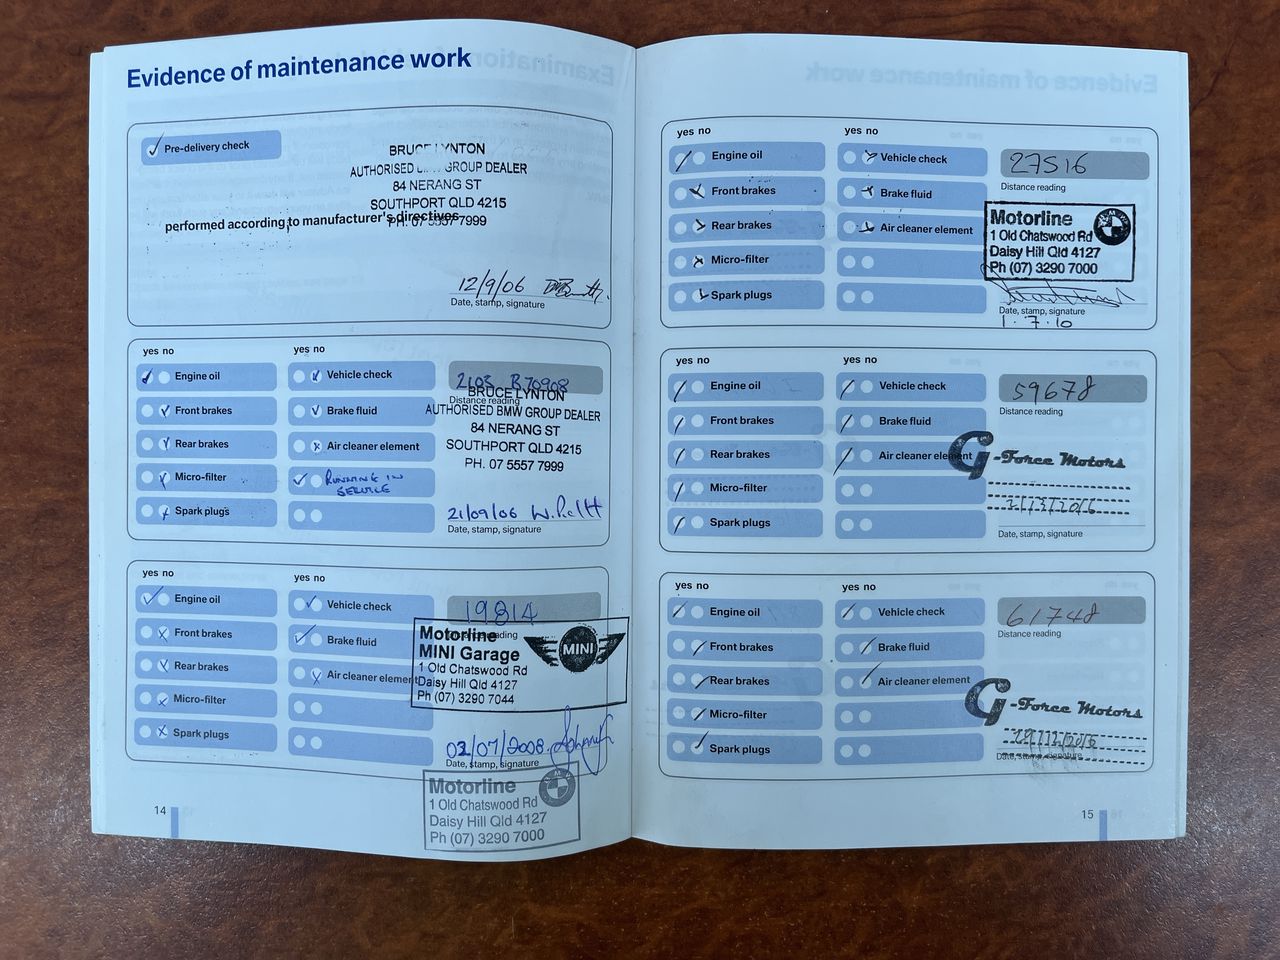 Evidence of maintenance work
Pre-delivery check
BRUCE LYNTON
AUTHORISED BMW GROUP DEALER
84 NERANG ST
SOUTHPORT QLD 4215
PH. 07 5557 7999
performed according to manufacturer's directives
12/9/06
Date, stamp, signature
yes no
yes no
Engine oil
Vehicle check
Front brakes
Brake fluid
Rear brakes
Air cleaner element
Micro-filter
RUNNING IN
SERVICE
Spark plugs
2103 B70908
Distance reading
BRUCE LYNTON
AUTHORISED BMW GROUP DEALER
84 NERANG ST
SOUTHPORT QLD 4215
PH. 07 5557 7999
21/09/06
Date, stamp, signature
yes no
yes no
Engine oil
Vehicle check
Front brakes
Brake fluid
Rear brakes
Air cleaner element
Micro-filter
Spark plugs
19814
Distance reading
Motorline
MINI Garage
1 Old Chatswood Rd
Daisy Hill Qld 4127
Ph (07) 3290 7044
MINI
02/07/2008
Date, stamp, signature
Motorline
1 Old Chatswood Rd
Daisy Hill Qld 4127
Ph (07) 3290 7000
14
yes no
yes no
Engine oil
Vehicle check
Front brakes
Brake fluid
Rear brakes
Air cleaner element
Micro-filter
Spark plugs
27516
Distance reading
Motorline
1 Old Chatswood Rd
Daisy Hill Qld 4127
Ph (07) 3290 7000
BMW
Date, stamp, signature
1.7.10
yes no
yes no
Engine oil
Vehicle check
Front brakes
Brake fluid
Rear brakes
Air cleaner element
Micro-filter
Spark plugs
59678
Distance reading
G-Force Motors
Date, stamp, signature
yes no
yes no
Engine oil
Vehicle check
Front brakes
Brake fluid
Rear brakes
Air cleaner element
Micro-filter
Spark plugs
61748
Distance reading
G-Force Motors
Date, stamp, signature
15